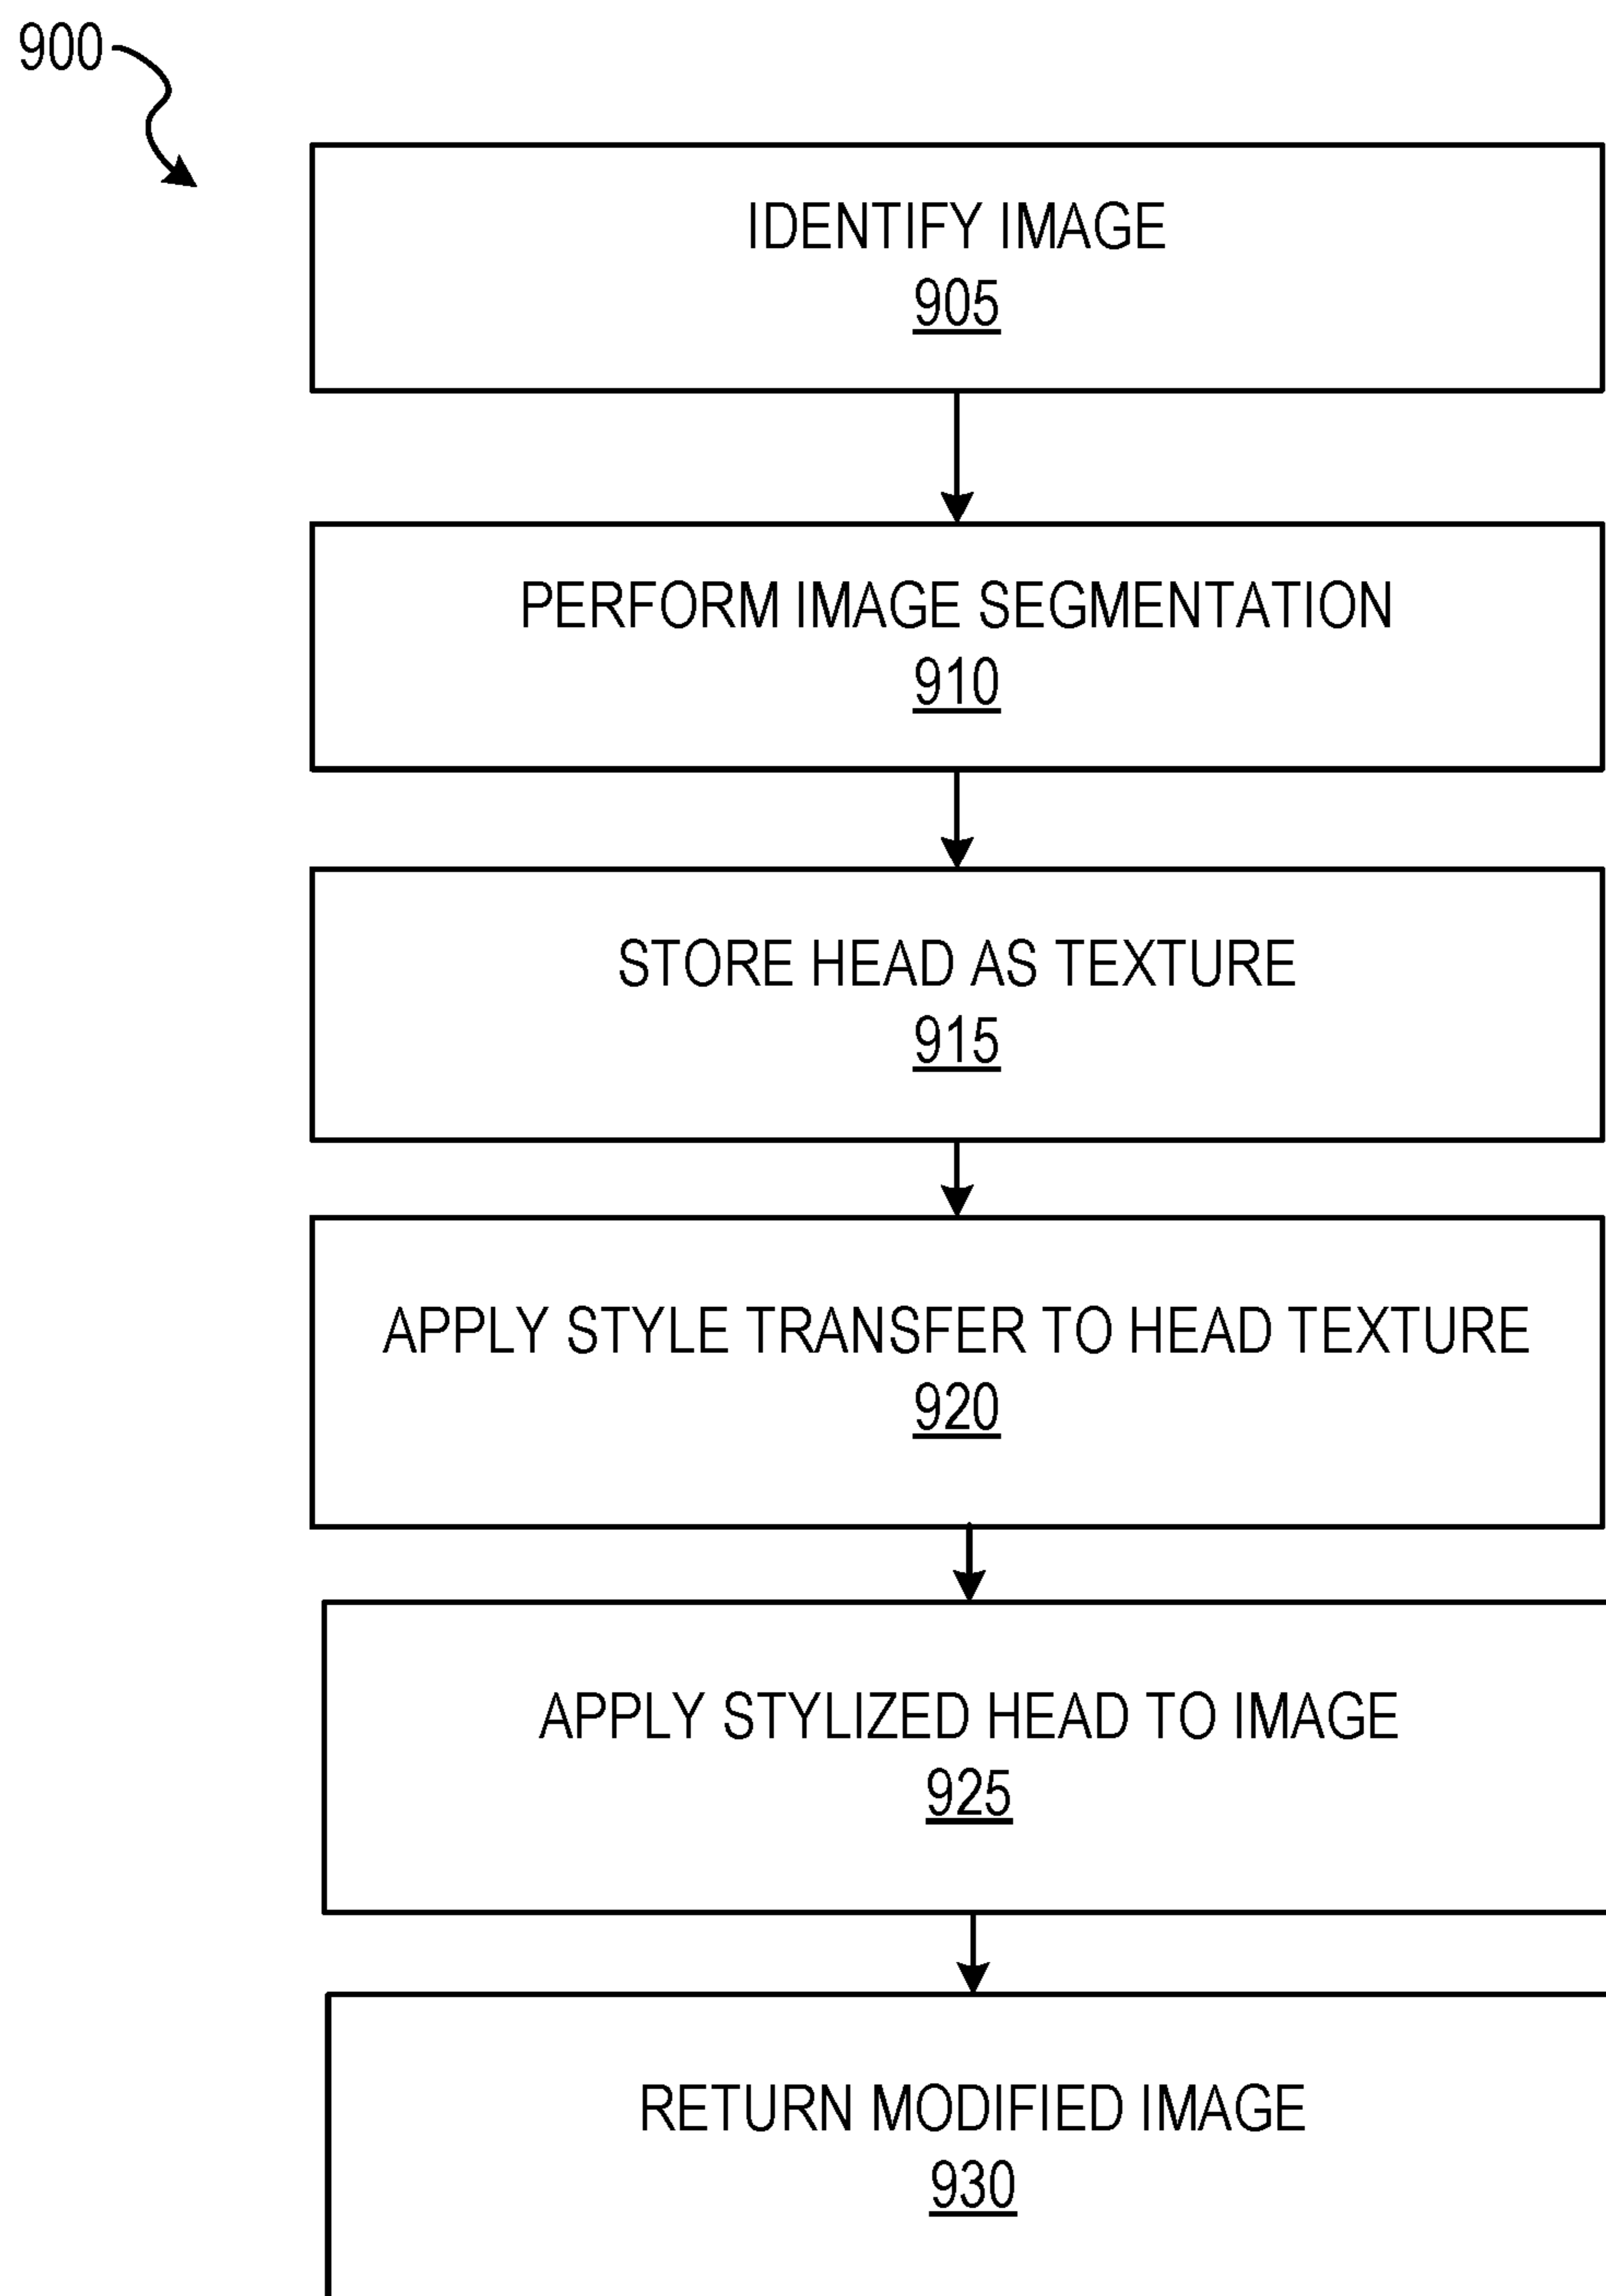 900
IDENTIFY IMAGE
905
PERFORM IMAGE SEGMENTATION
910
STORE HEAD AS TEXTURE
915
APPLY STYLE TRANSFER TO HEAD TEXTURE
920
APPLY STYLIZED HEAD TO IMAGE
925
RETURN MODIFIED IMAGE
930